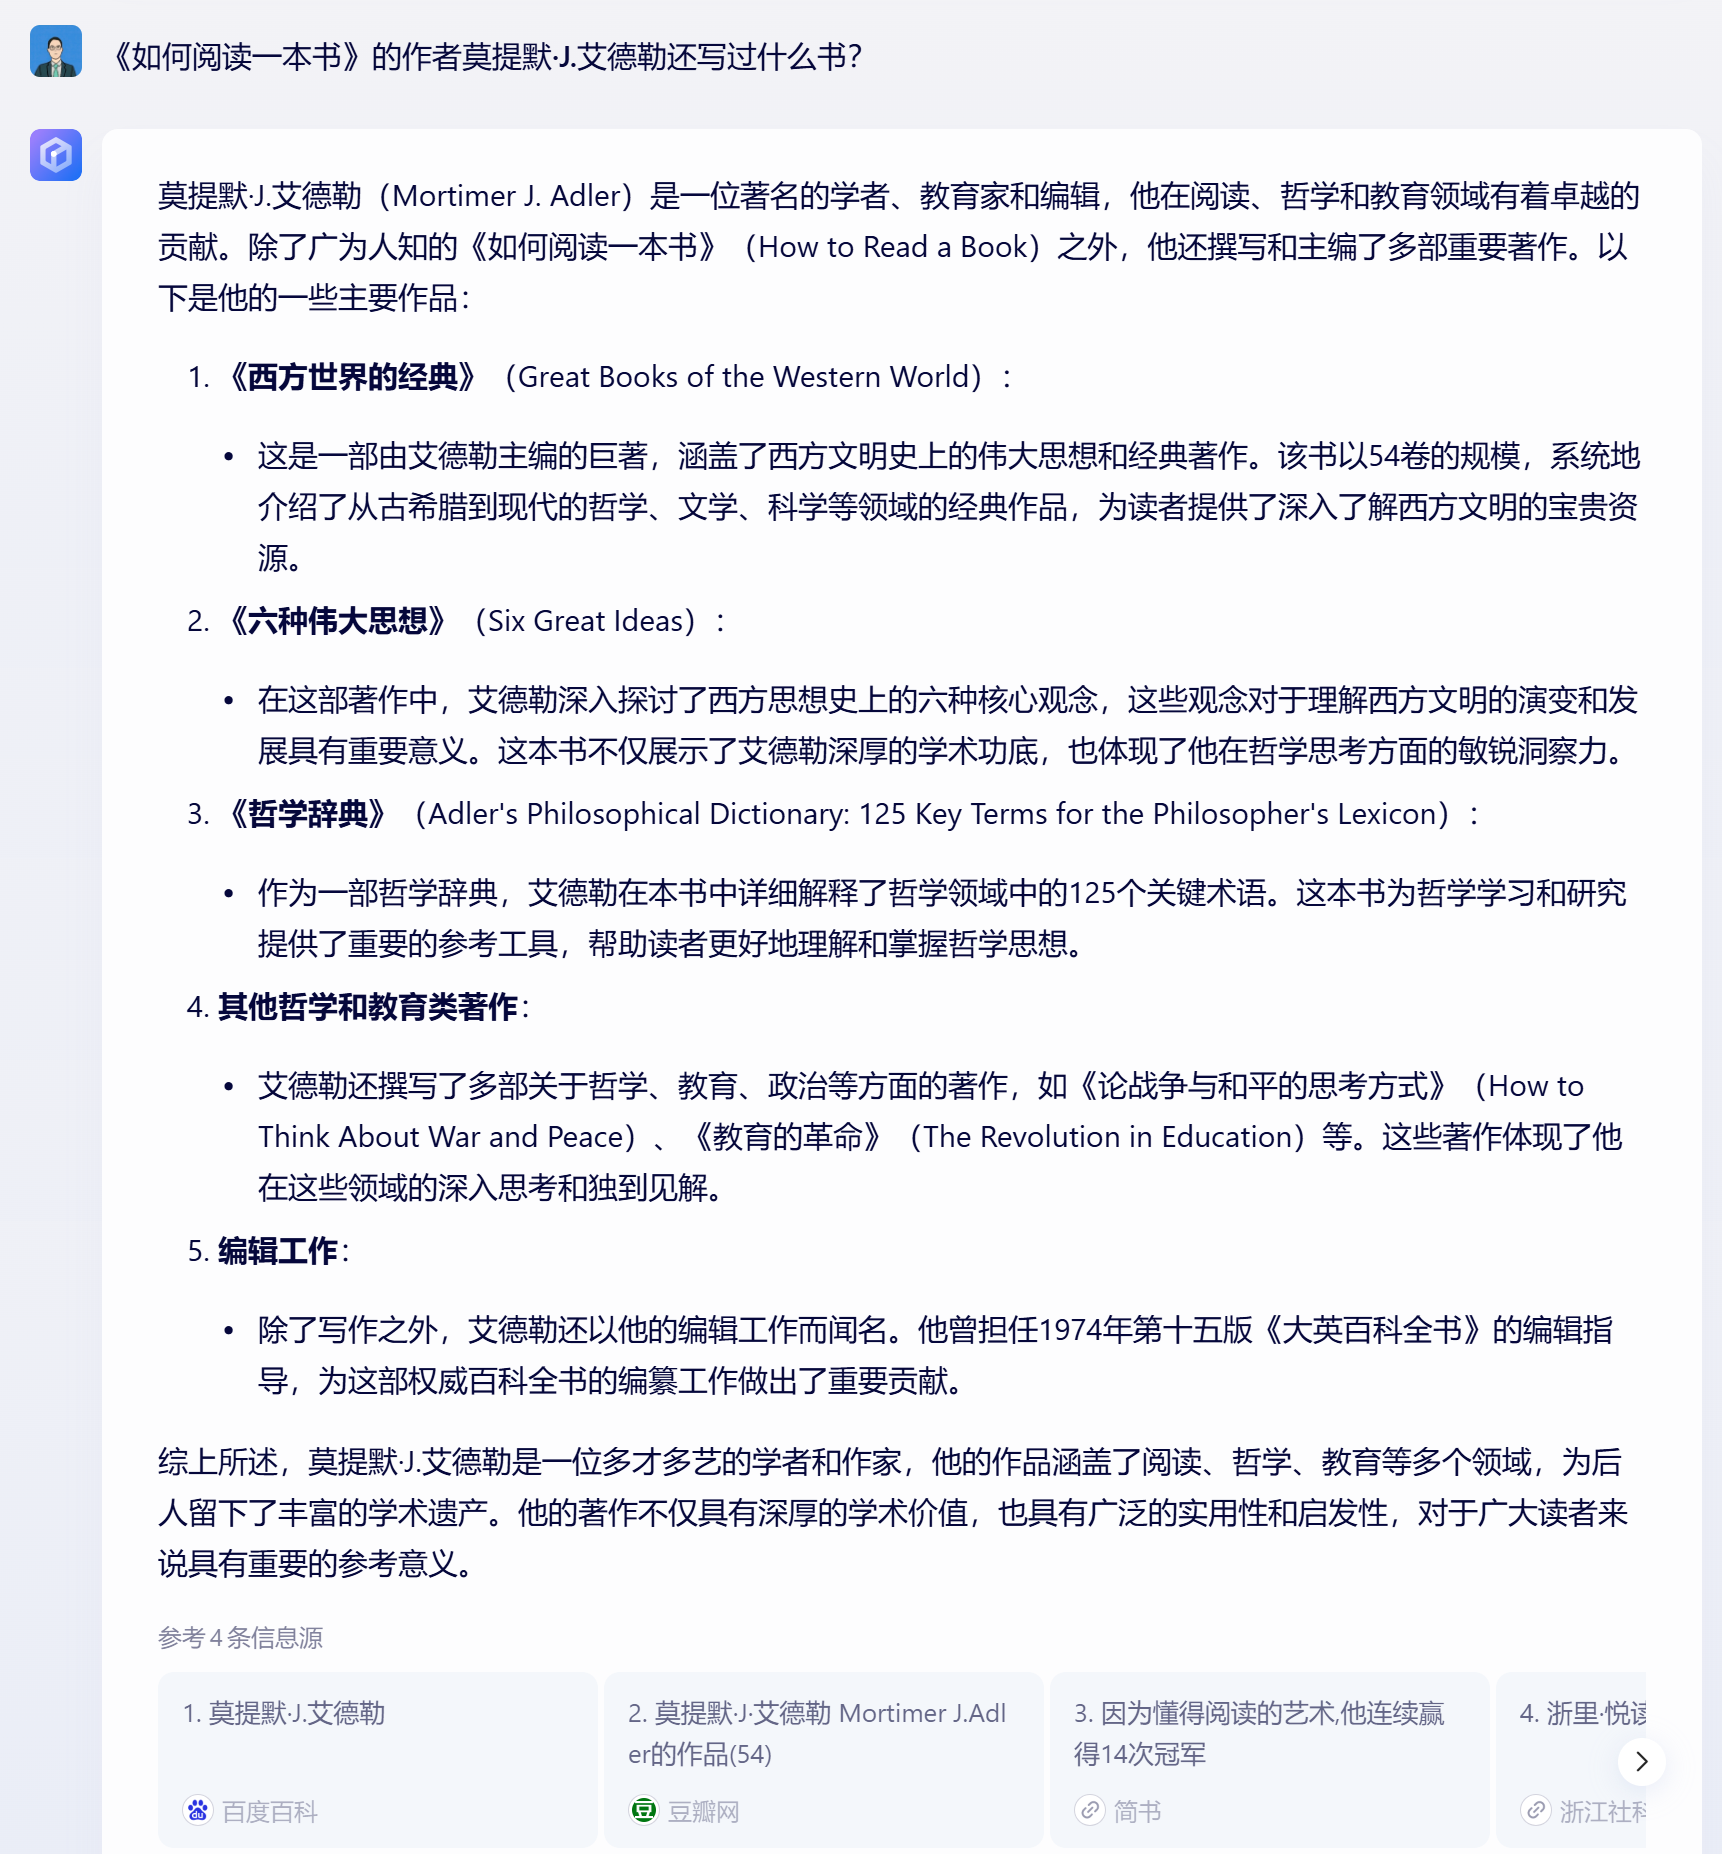 《如何阅读一本书》的作者莫提默·J.艾德勒还写过什么书？
莫提默·J.艾德勒（Mortimer J. Adler）是一位著名的学者、教育家和编辑，他在阅读、哲学和教育领域有着卓越的
贡献。除了广为人知的《如何阅读一本书》（How to Read a Book）之外，他还撰写和主编了多部重要著作。以
下是他的一些主要作品：
1. 《西方世界的经典》（Great Books of the Western World）：
• 这是一部由艾德勒主编的巨著，涵盖了西方文明史上的伟大思想和经典著作。该书以54卷的规模，系统地
介绍了从古希腊到现代的哲学、文学、科学等领域的经典作品，为读者提供了深入了解西方文明的宝贵资
源。
2. 《六种伟大思想》（Six Great Ideas）：
• 在这部著作中，艾德勒深入探讨了西方思想史上的六种核心观念，这些观念对于理解西方文明的演变和发
展具有重要意义。这本书不仅展示了艾德勒深厚的学术功底，也体现了他在哲学思考方面的敏锐洞察力。
3. 《哲学辞典》（Adler's Philosophical Dictionary: 125 Key Terms for the Philosopher's Lexicon）：
• 作为一部哲学辞典，艾德勒在本书中详细解释了哲学领域中的125个关键术语。这本书为哲学学习和研究
提供了重要的参考工具，帮助读者更好地理解和掌握哲学思想。
4. 其他哲学和教育类著作：
• 艾德勒还撰写了多部关于哲学、教育、政治等方面的著作，如《论战争与和平的思考方式》（How to
Think About War and Peace）、《教育的革命》（The Revolution in Education）等。这些著作体现了他
在这些领域的深入思考和独到见解。
5. 编辑工作：
• 除了写作之外，艾德勒还以他的编辑工作而闻名。他曾担任1974年第十五版《大英百科全书》的编辑指
导，为这部权威百科全书的编纂工作做出了重要贡献。
综上所述，莫提默·J.艾德勒是一位多才多艺的学者和作家，他的作品涵盖了阅读、哲学、教育等多个领域，为后
人留下了丰富的学术遗产。他的著作不仅具有深厚的学术价值，也具有广泛的实用性和启发性，对于广大读者来
说具有重要的参考意义。
参考4条信息源
1. 莫提默·J.艾德勒
百度百科
2. 莫提默·J·艾德勒 Mortimer J.Adl
er的作品(54)
豆瓣网
3. 因为懂得阅读的艺术,他连续赢
得14次冠军
简书
4. 浙里·悦读
浙江社科